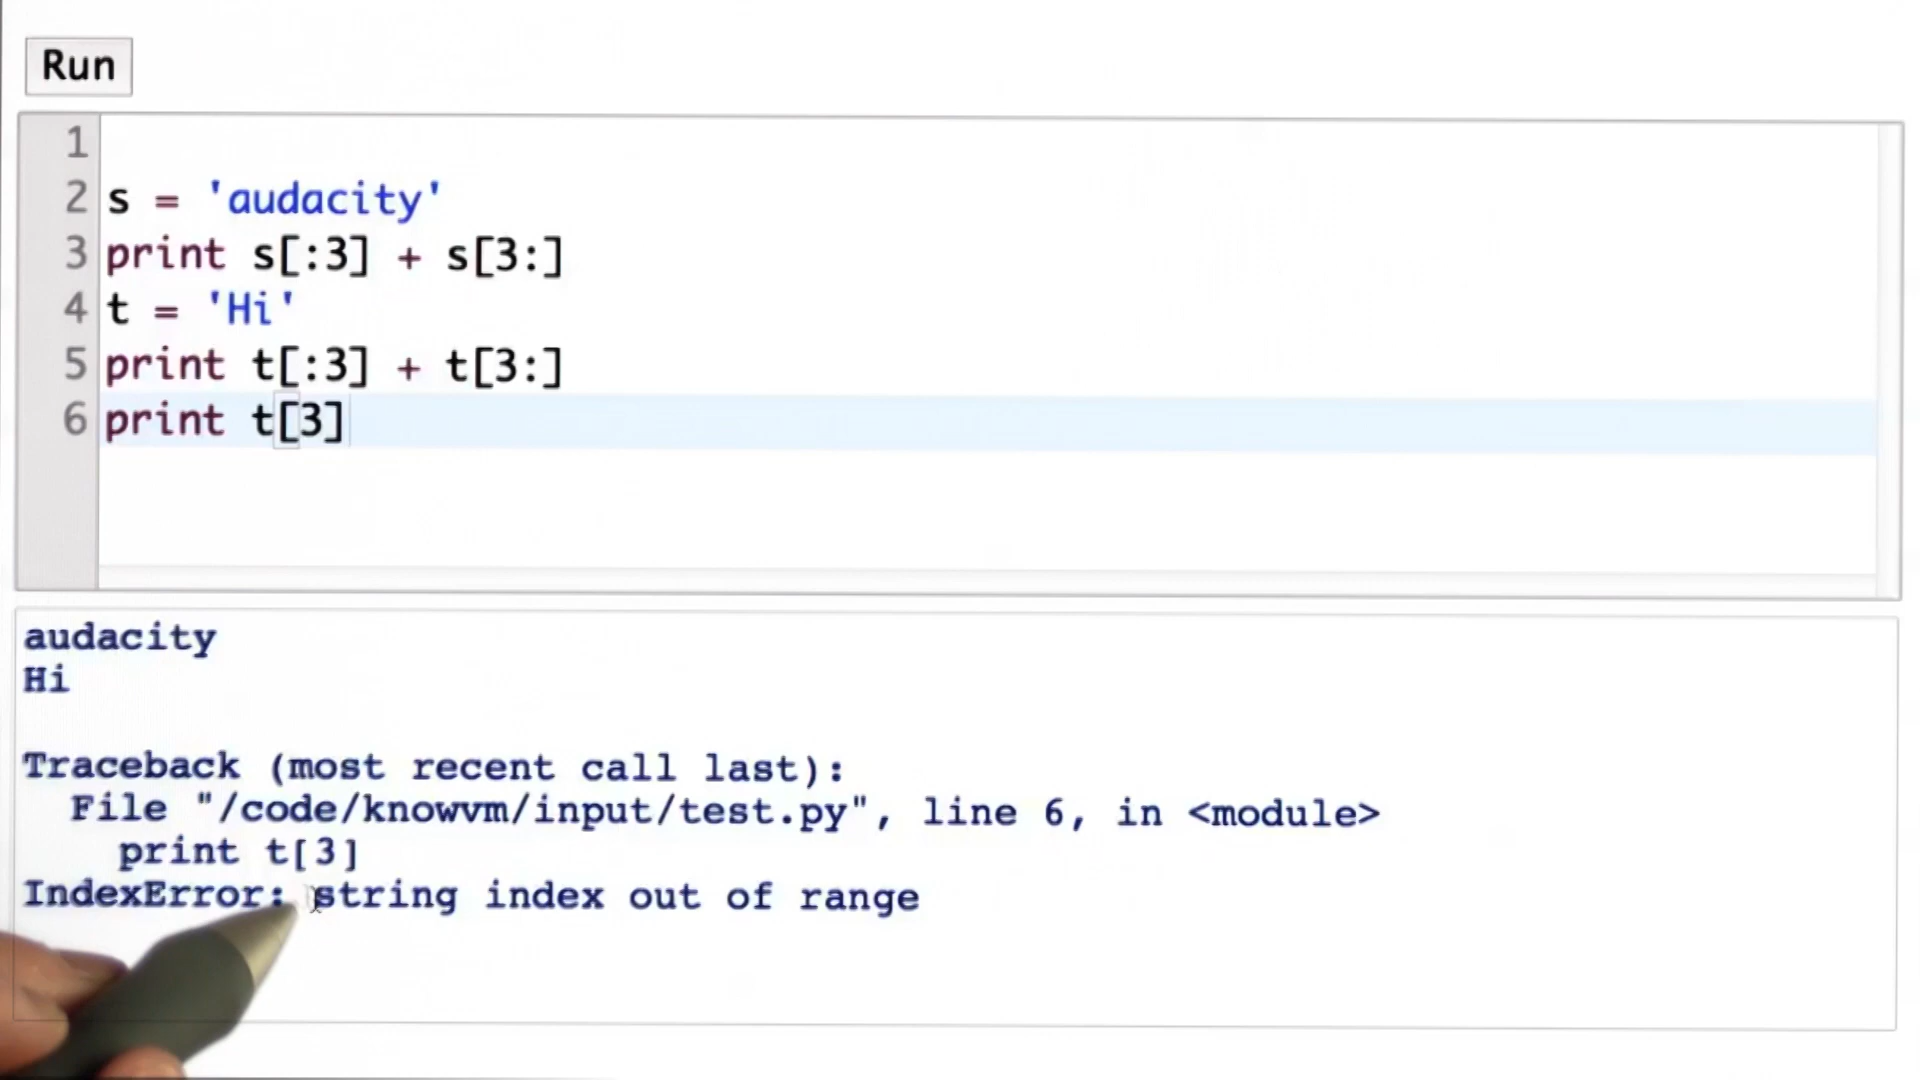 Run
1
2 s = 'audacity'
3 print s[:3] + s[3:]
4 t = 'Hi'
5 print t[:3] + t[3:]
6 print t[3]
audacity
Hi
Traceback (most recent call last):
File "/code/knowvm/input/test.py", line 6, in <module>
print t[3]
IndexError: string index out of range